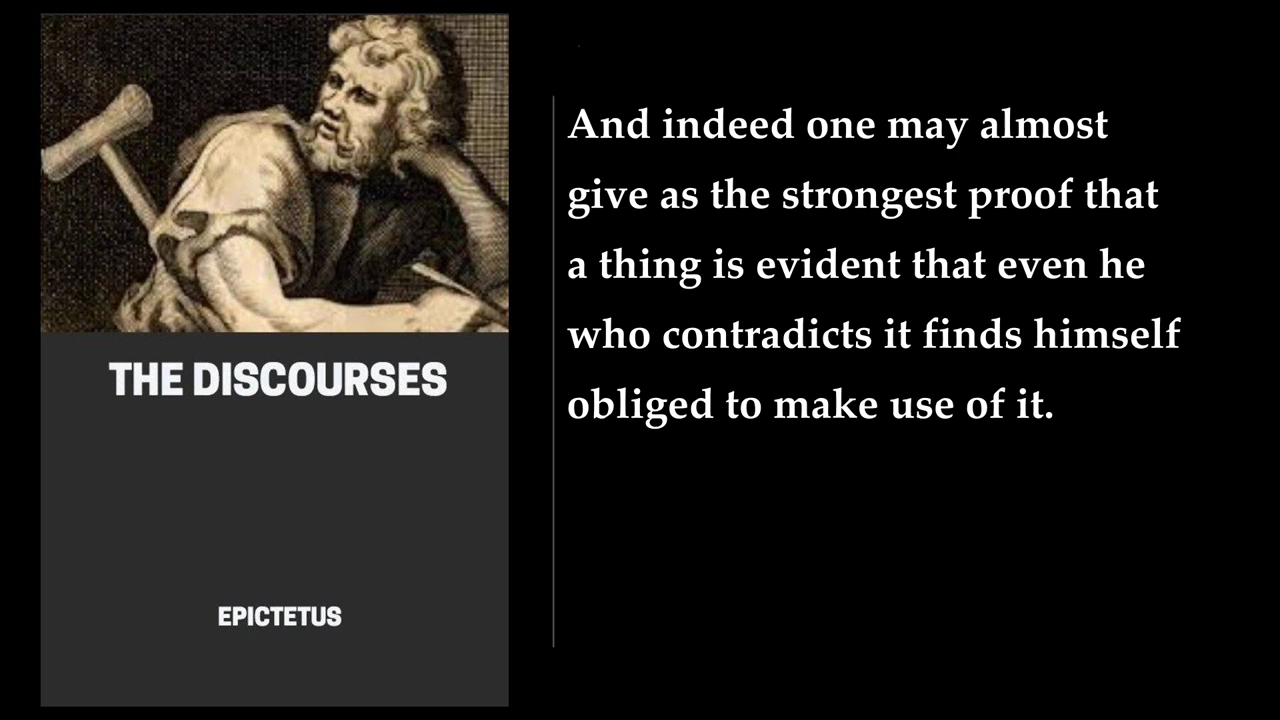 THE DISCOURSES
EPICTETUS
And indeed one may almost
give as the strongest proof that
a thing is evident that even he
who contradicts it finds himself
obliged to make use of it.